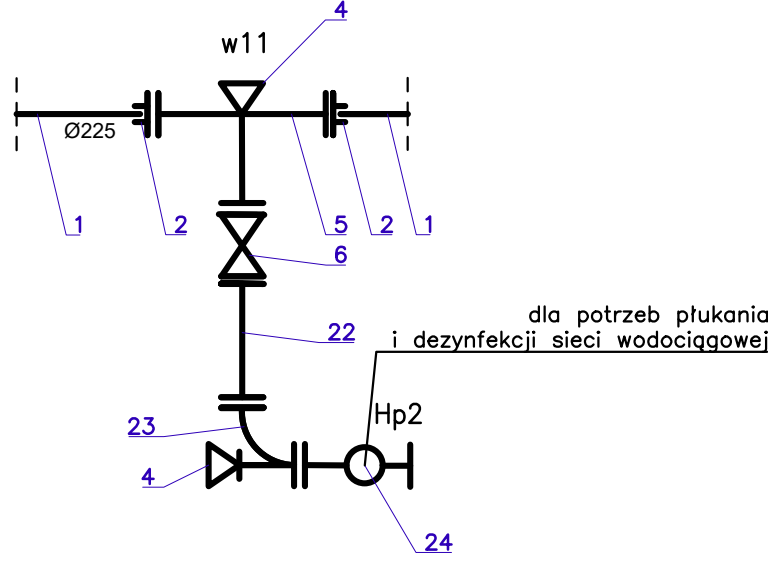 4
w11
Ø225
1
2
5
2
1
6
dla potrzeb płukania
22
i dezynfekcji sieci wodociągowej
Hp2
23
4
24